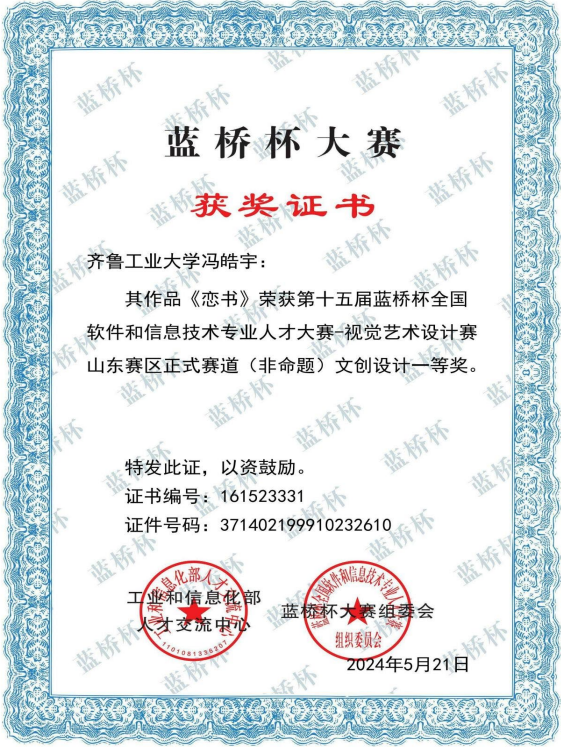 蓝桥杯大赛
获奖证书
齐鲁工业大学冯皓宇：
其作品《恋书》荣获第十五届蓝桥杯全国
软件和信息技术专业人才大赛-视觉艺术设计赛
山东赛区正式赛道（非命题）文创设计一等奖。
特发此证，以资鼓励。
证书编号：161523331
证件号码：371402199910232610
工业和信息化部
人才交流中心
蓝桥杯大赛组委会
组织委员会
2024年5月21日